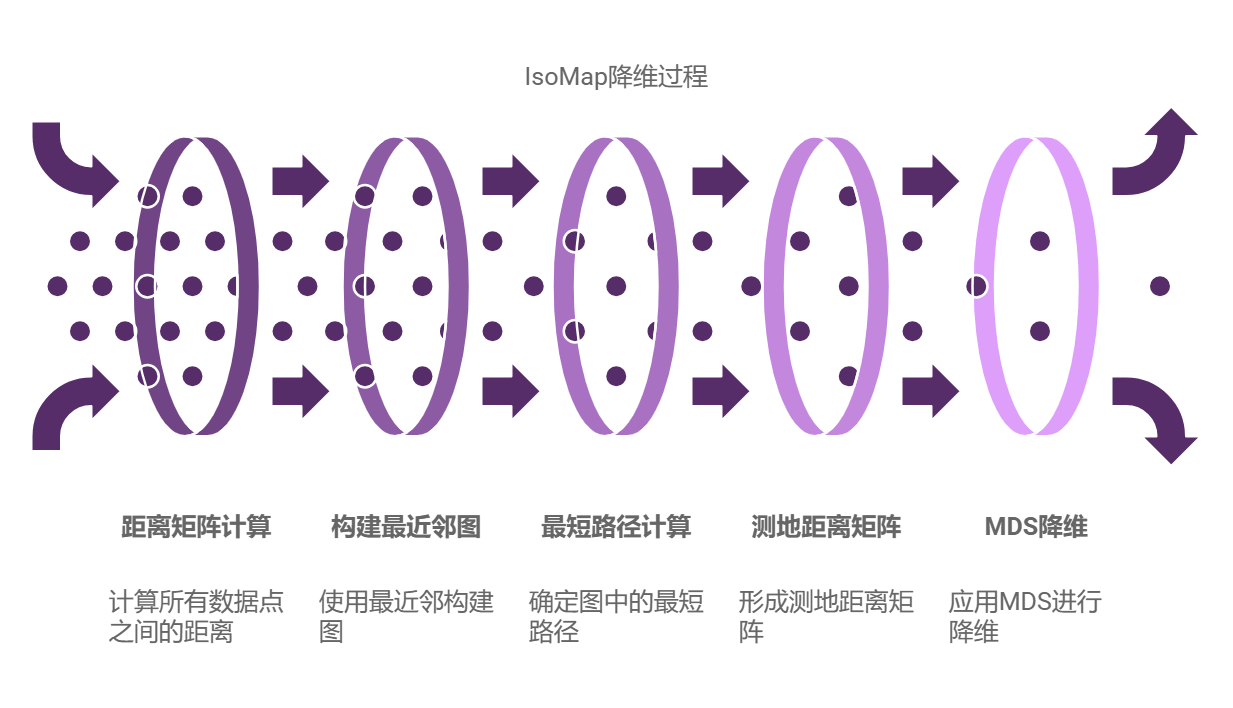 IsoMap降维过程
距离矩阵计算
构建最近邻图
最短路径计算
测地距离矩阵
MDS降维
计算所有数据点
之间的距离
使用最近邻构建
图
确定图中的最短
路径
形成测地距离矩
阵
应用MDS进行
降维